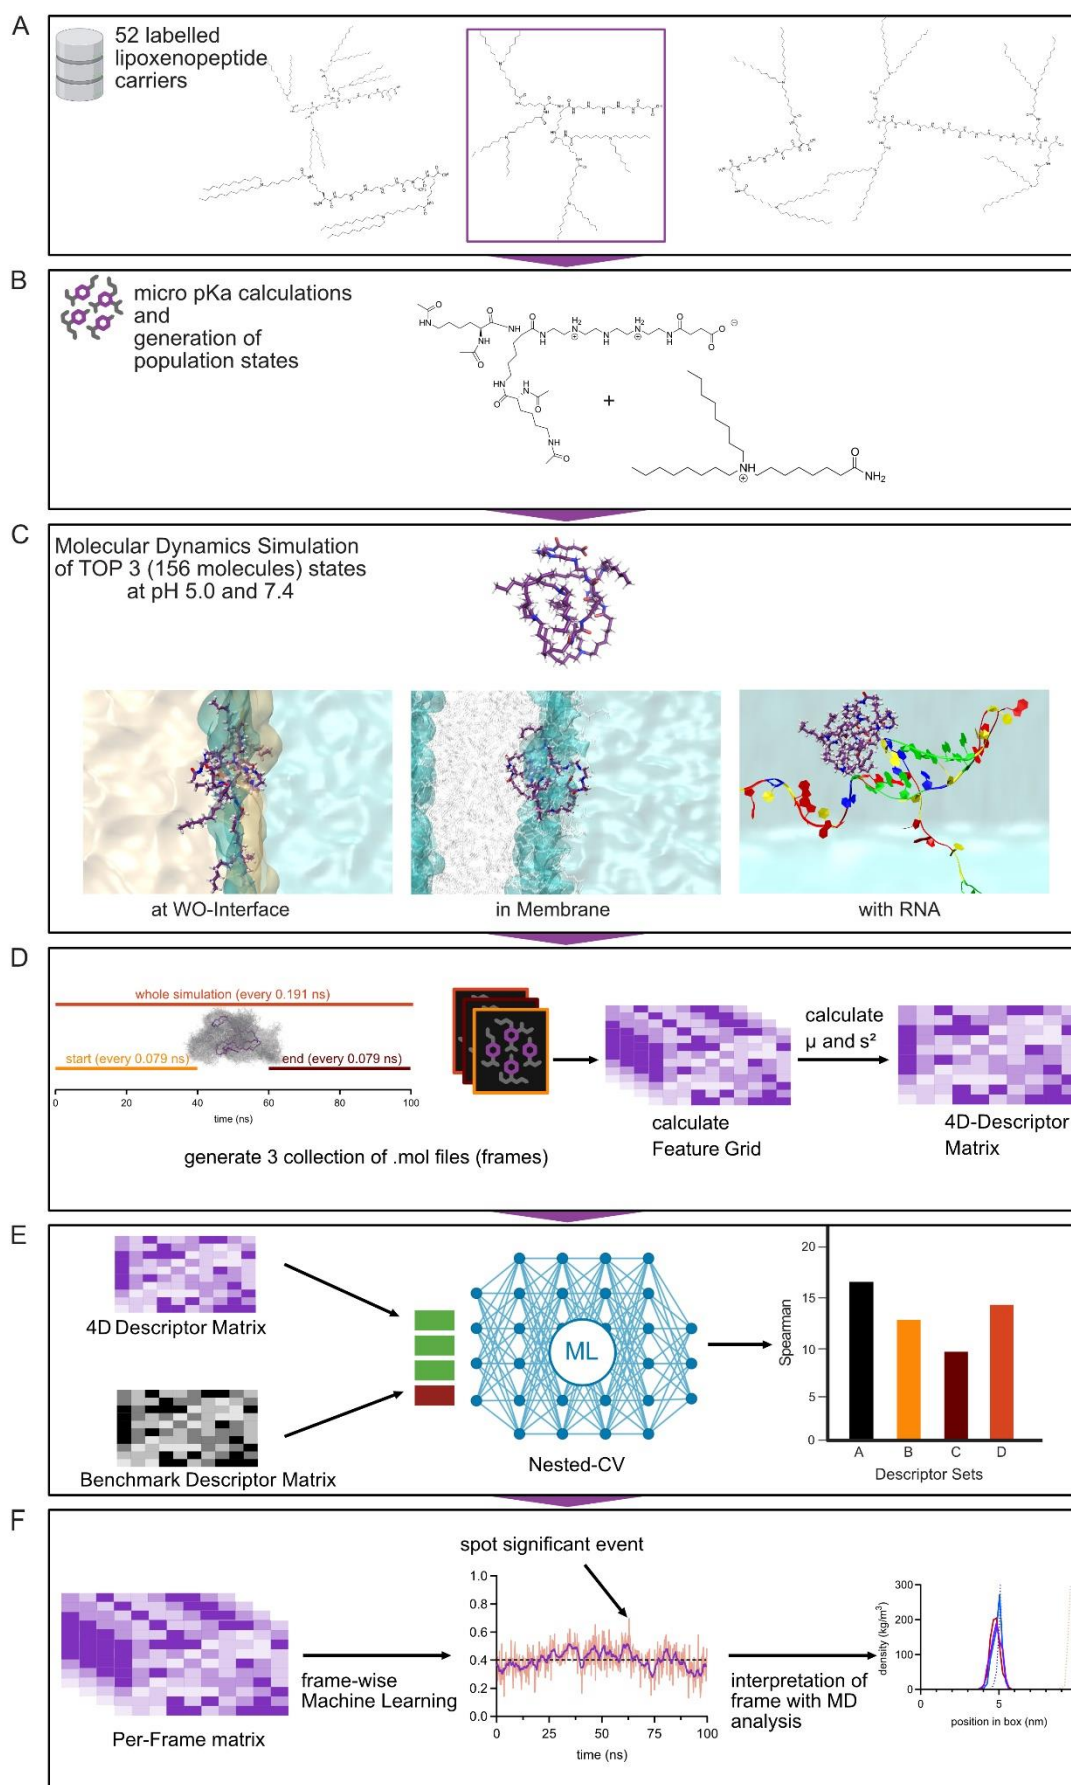 A
52 labelled
lipoxenopeptide
carriers
B
micro pKa calculations
and
generation of
population states
+
C
Molecular Dynamics Simulation
of TOP 3 (156 molecules) states
at pH 5.0 and 7.4
at WO-Interface
in Membrane
with RNA
D
whole simulation (every 0.191 ns)
start (every 0.079 ns)
end (every 0.079 ns)
0 20 40 60 80 100
time (ns)
generate 3 collection of .mol files (frames)
calculate
Feature Grid
calculate
μ and s²
4D-Descriptor
Matrix
E
4D Descriptor Matrix
Benchmark Descriptor Matrix
ML
Nested-CV
Spearman
20
15
10
5
0
A B C D
Descriptor Sets
F
Per-Frame matrix
frame-wise
Machine Learning
spot significant event
1.0
0.8
0.6
0.4
0.2
0.0
0 25 50 75 100
time (ns)
interpretation of
frame with MD
analysis
density (kg/m³)
300
200
100
0
0 5
position in box (nm)